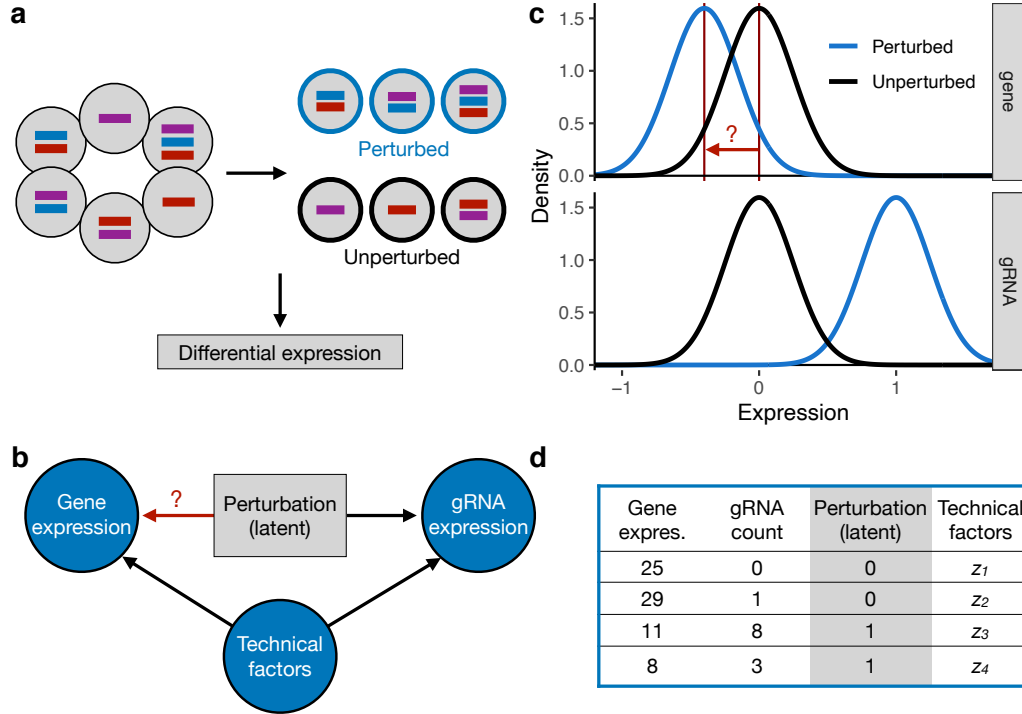 a
Perturbed
Unperturbed
Differential expression
b
Gene
expression
?
Perturbation
(latent)
gRNA
expression
Technical
factors
c
Density
1.5
1.0
0.5
0.0
?
Perturbed
Unperturbed
gene
1.5
1.0
0.5
0.0
gRNA
−1 0 1
Expression
d
Gene expres. gRNA count Perturbation (latent) Technical factors
25 0 0 z1
29 1 0 z2
11 8 1 z3
8 3 1 z4